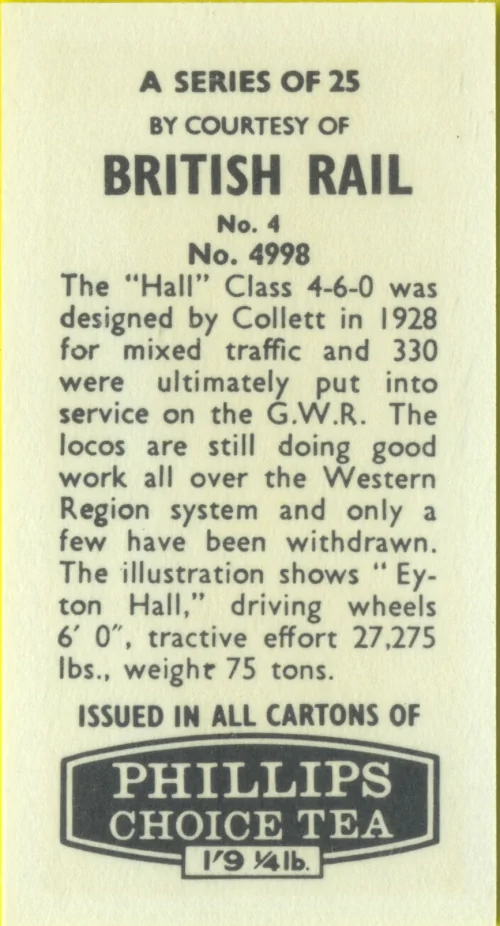 A SERIES OF 25
BY COURTESY OF
BRITISH RAIL
No. 4
No. 4998
The "Hall" Class 4-6-0 was
designed by Collett in 1928
for mixed traffic and 330
were ultimately put into
service on the G.W.R. The
locos are still doing good
work all over the Western
Region system and only a
few have been withdrawn.
The illustration shows " Ey-
ton Hall," driving wheels
6′ 0″, tractive effort 27,275
lbs., weight 75 tons.
ISSUED IN ALL CARTONS OF
PHILLIPS
CHOICE TEA
1′9 ¼lb.